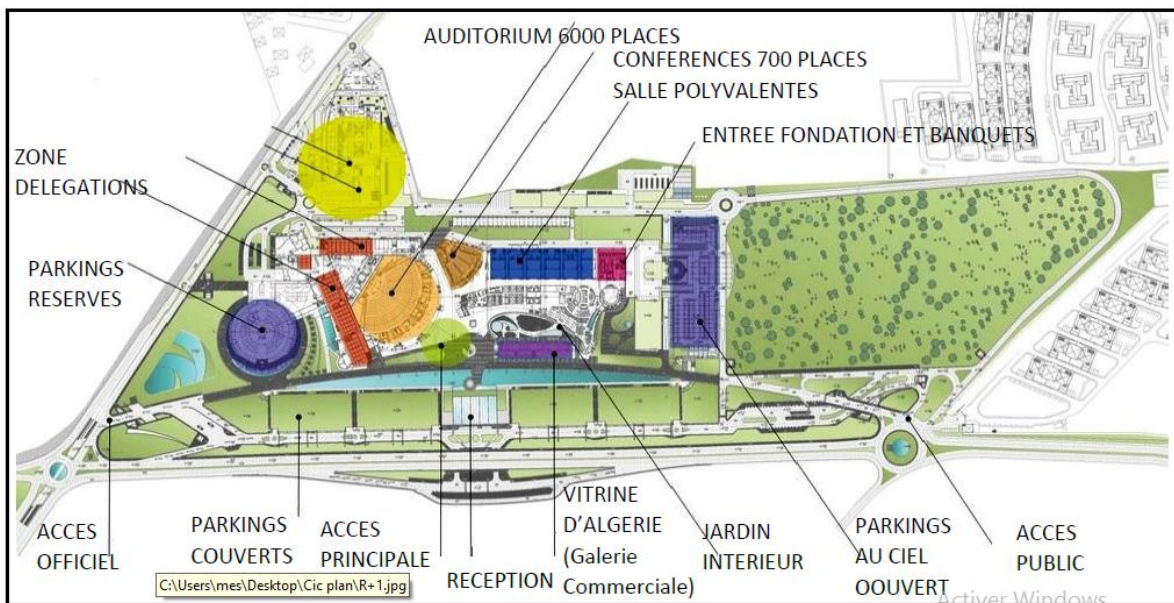 AUDITORIUM 6000 PLACES
CONFERENCES 700 PLACES
SALLE POLYVALENTES
ENTREE FONDATION ET BANQUETS
ZONE
DELEGATIONS
PARKINGS
RESERVES
ACCES
OFFICIEL
PARKINGS
COUVERTS
ACCES
PRINCIPALE
RECEPTION
VITRINE
D'ALGERIE
(Galerie
Commerciale)
JARDIN
INTERIEUR
PARKINGS
AU CIEL
OOUVERT
ACCES
PUBLIC
C:\Users\mes\Desktop\Cic plan\R+1.jpg
Activer Windows